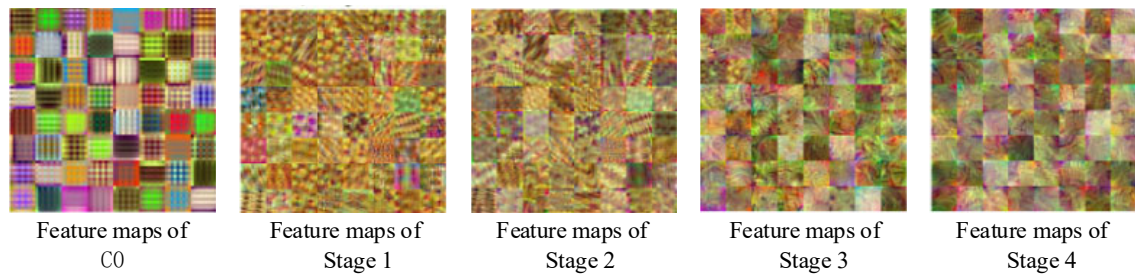 Feature maps of
C0
Feature maps of
Stage 1
Feature maps of
Stage 2
Feature maps of
Stage 3
Feature maps of
Stage 4